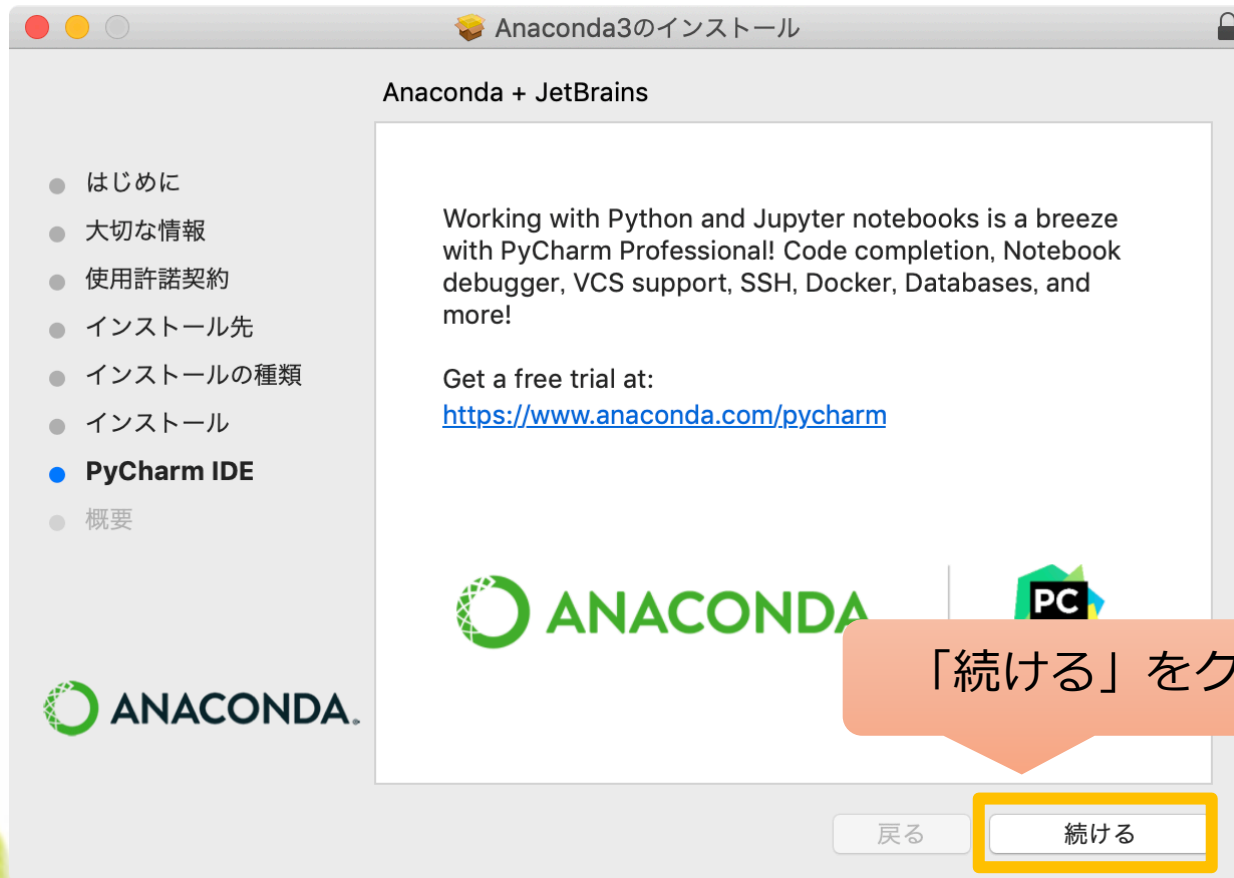 Anaconda3のインストール
Anaconda + JetBrains
はじめに
大切な情報
使用許諾契約
インストール先
インストールの種類
インストール
PyCharm IDE
概要
Working with Python and Jupyter notebooks is a breeze
with PyCharm Professional! Code completion, Notebook
debugger, VCS support, SSH, Docker, Databases, and
more!
Get a free trial at:
https://www.anaconda.com/pycharm
ANACONDA
PC
「続ける」をク
ANACONDA.
戻る
続ける